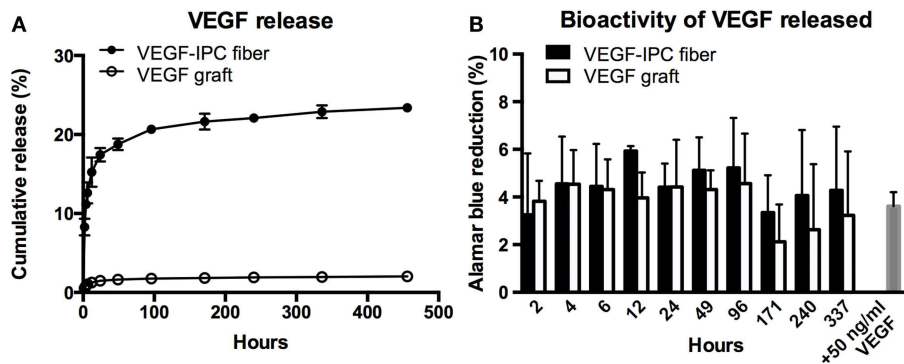 A
VEGF release
VEGF-IPC fiber
VEGF graft
Cumulative release (%)
30
20
10
0
0 100 200 300 400 500
Hours
B
Bioactivity of VEGF released
VEGF-IPC fiber
VEGF graft
Alamar blue reduction (%)
10
8
6
4
2
0
2 4 6 12 24 49 96 171 240 337 +50 ng/ml
VEGF
Hours